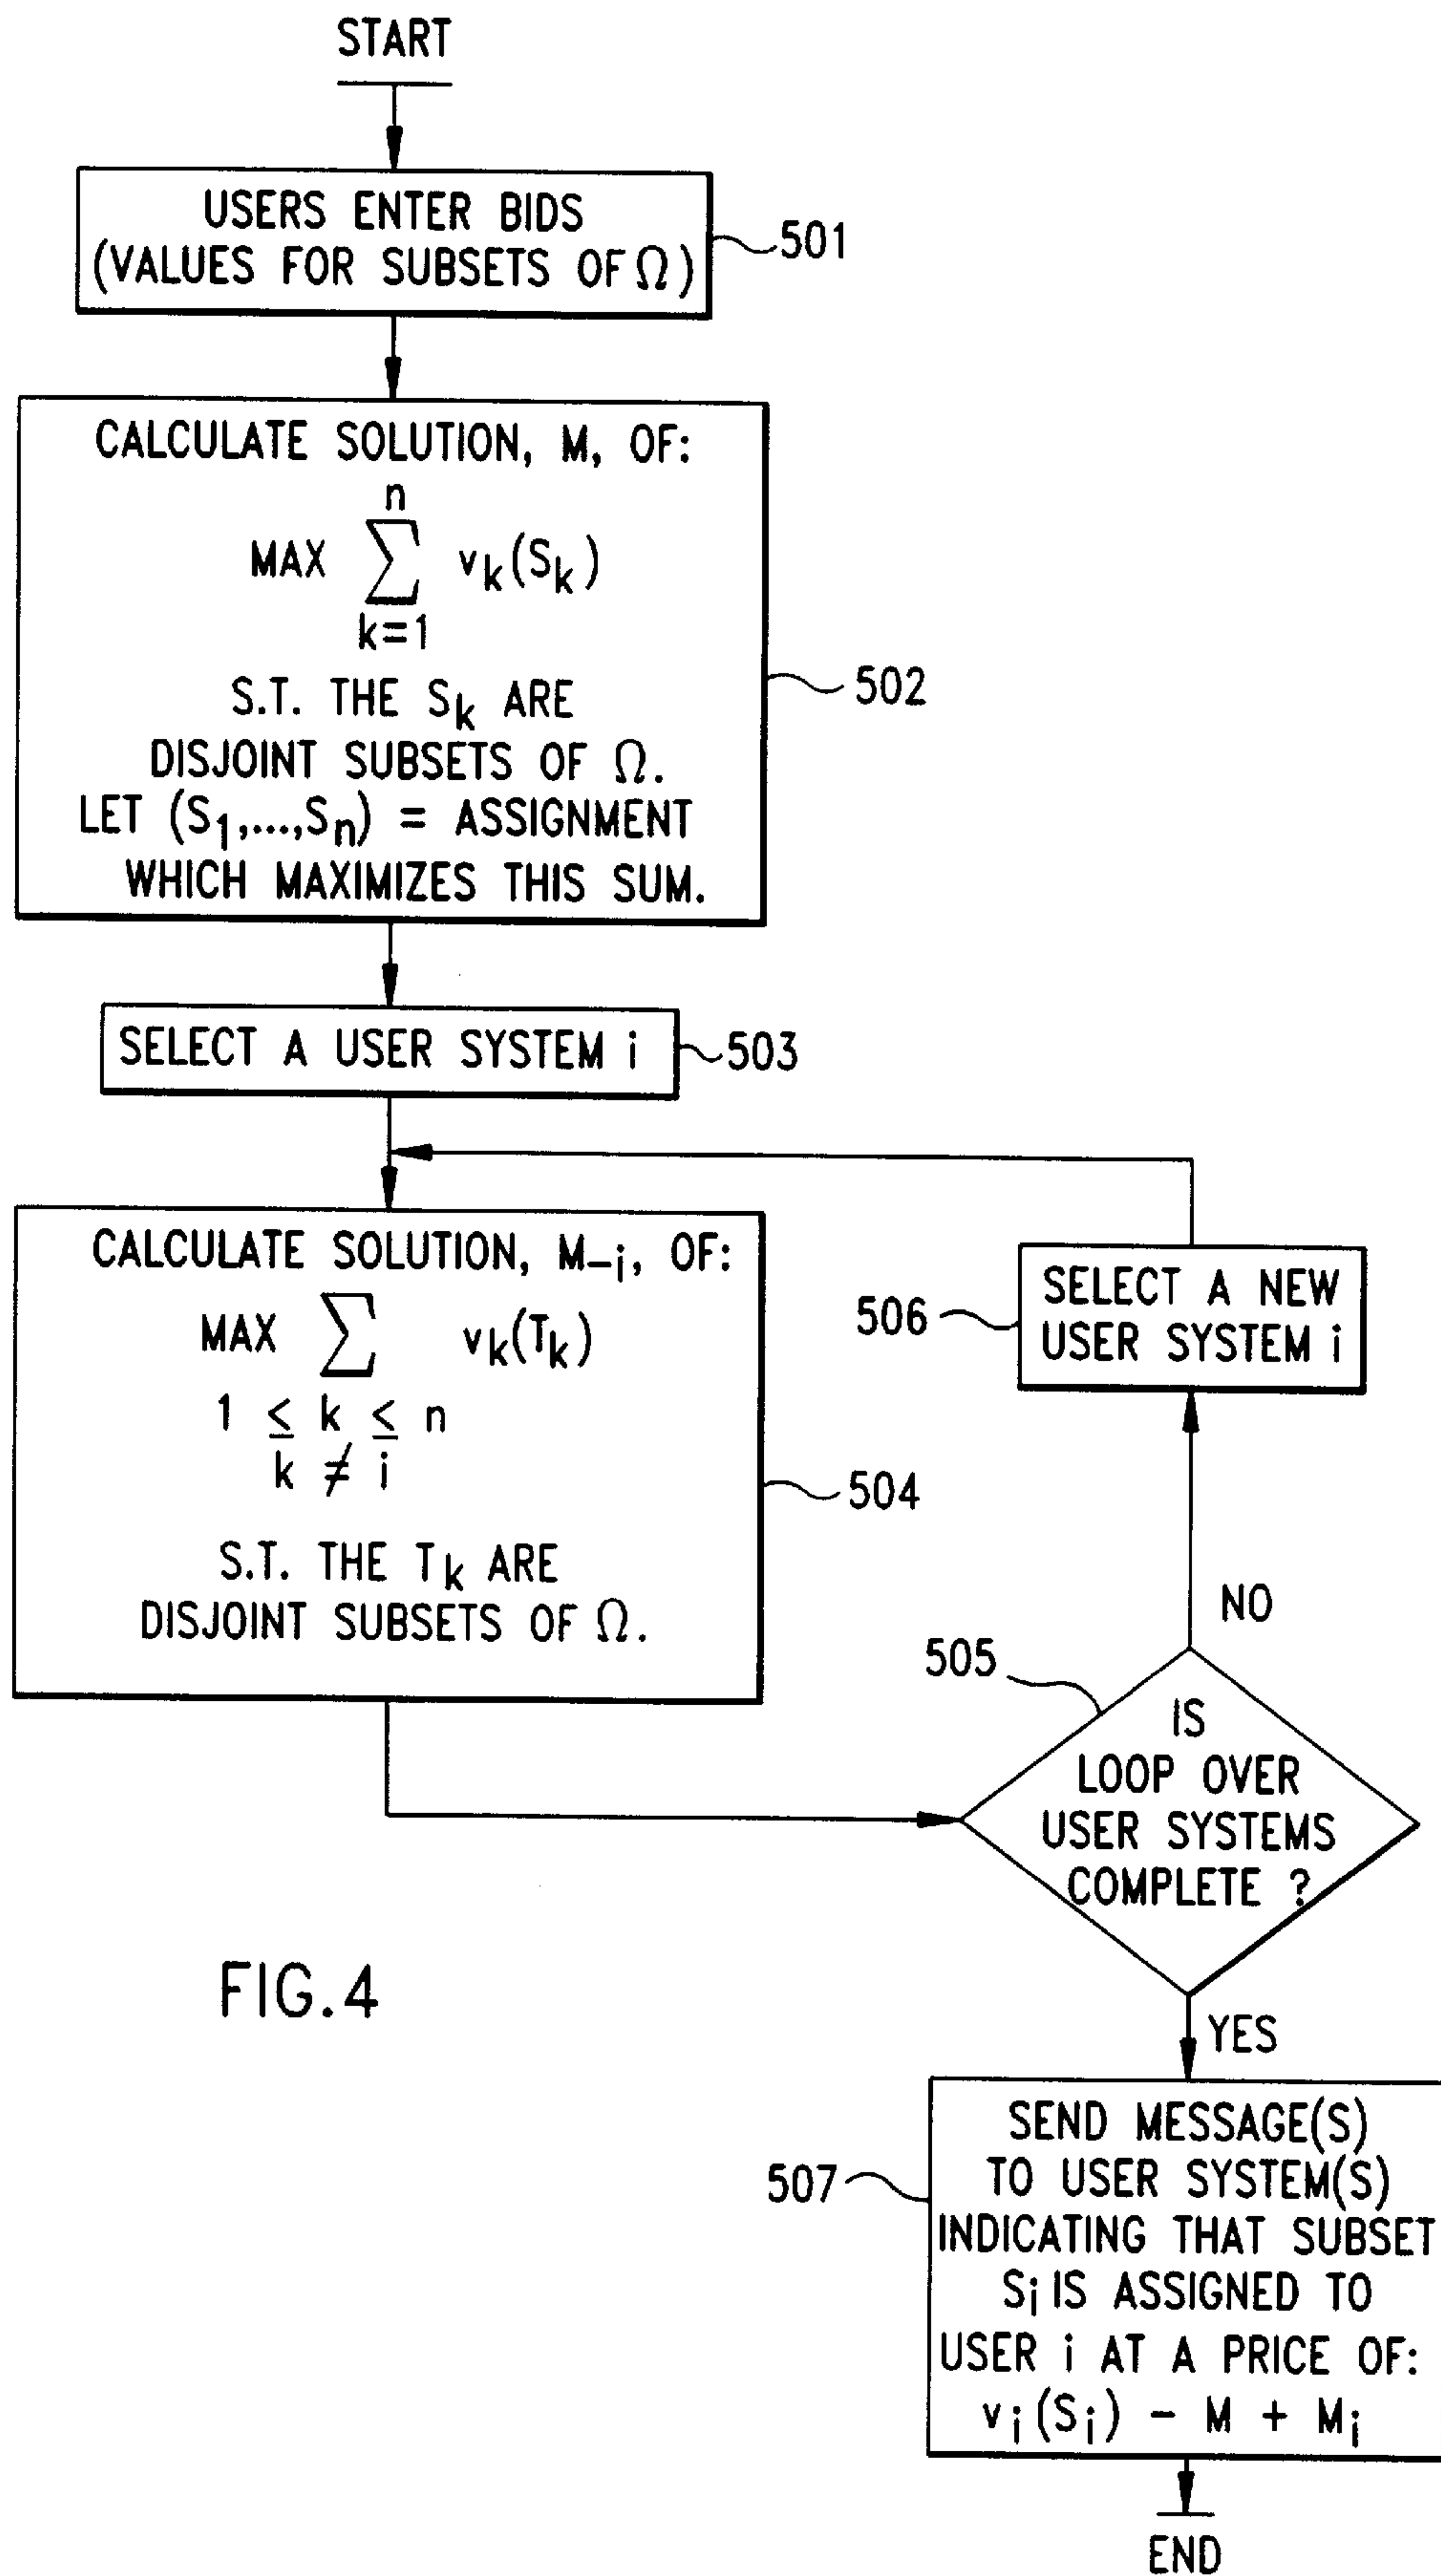 START
USERS ENTER BIDS
(VALUES FOR SUBSETS OF Ω)
501
CALCULATE SOLUTION, M, OF:
n
MAX ∑ vk(Sk)
k=1
S.T. THE Sk ARE
DISJOINT SUBSETS OF Ω.
LET (S1,...,Sn) = ASSIGNMENT
WHICH MAXIMIZES THIS SUM.
502
SELECT A USER SYSTEM i
503
CALCULATE SOLUTION, M–i, OF:
MAX ∑ vk(Tk)
1 ≤ k ≤ n
k ≠ i
S.T. THE Tk ARE
DISJOINT SUBSETS OF Ω.
504
506
SELECT A NEW
USER SYSTEM i
NO
505
IS
LOOP OVER
USER SYSTEMS
COMPLETE ?
YES
507
SEND MESSAGE(S)
TO USER SYSTEM(S)
INDICATING THAT SUBSET
Si IS ASSIGNED TO
USER i AT A PRICE OF:
vi(Si) – M + Mi
END
FIG.4